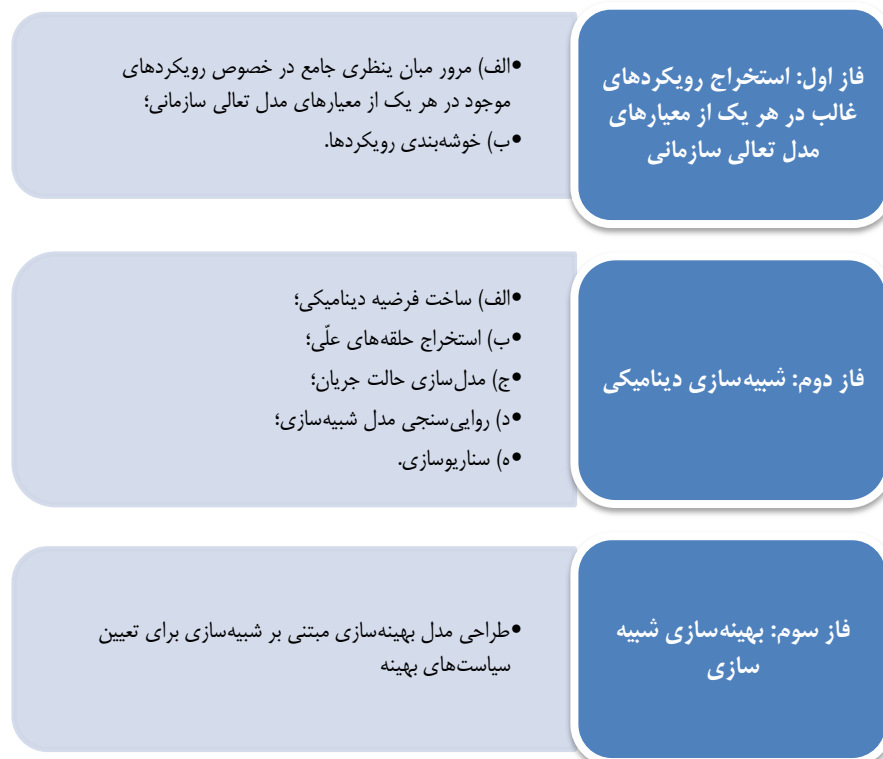 فاز اول: استخراج رویکردهای
غالب در هر یک از معیارهای
مدل تعالی سازمانی
•الف) مرور مبان ینظری جامع در خصوص رویکردهای
موجود در هر یک از معیارهای مدل تعالی سازمانی؛
•ب) خوشه‌بندی رویکردها.
فاز دوم: شبیه‌سازی دینامیکی
•الف) ساخت فرضیه دینامیکی؛
•ب) استخراج حلقه‌های علّی؛
•ج) مدل‌سازی حالت جریان؛
•د) روایی‌سنجی مدل شبیه‌سازی؛
•ه) سناریوسازی.
فاز سوم: بهینه‌سازی شبیه
سازی
•طراحی مدل بهینه‌سازی مبتنی بر شبیه‌سازی برای تعیین
سیاست‌های بهینه